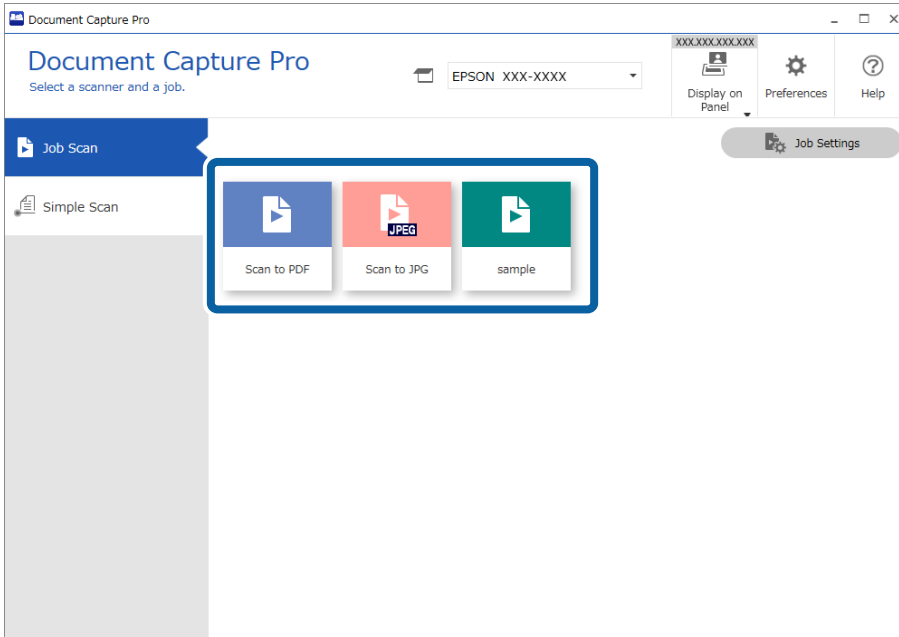 Document Capture Pro
Document Capture Pro
Select a scanner and a job.
EPSON XXX-XXXX
XXX.XXX.XXX.XXX
Display on
Panel
Preferences
Help
Job Scan
Job Settings
Simple Scan
JPEG
Scan to PDF
Scan to JPG
sample